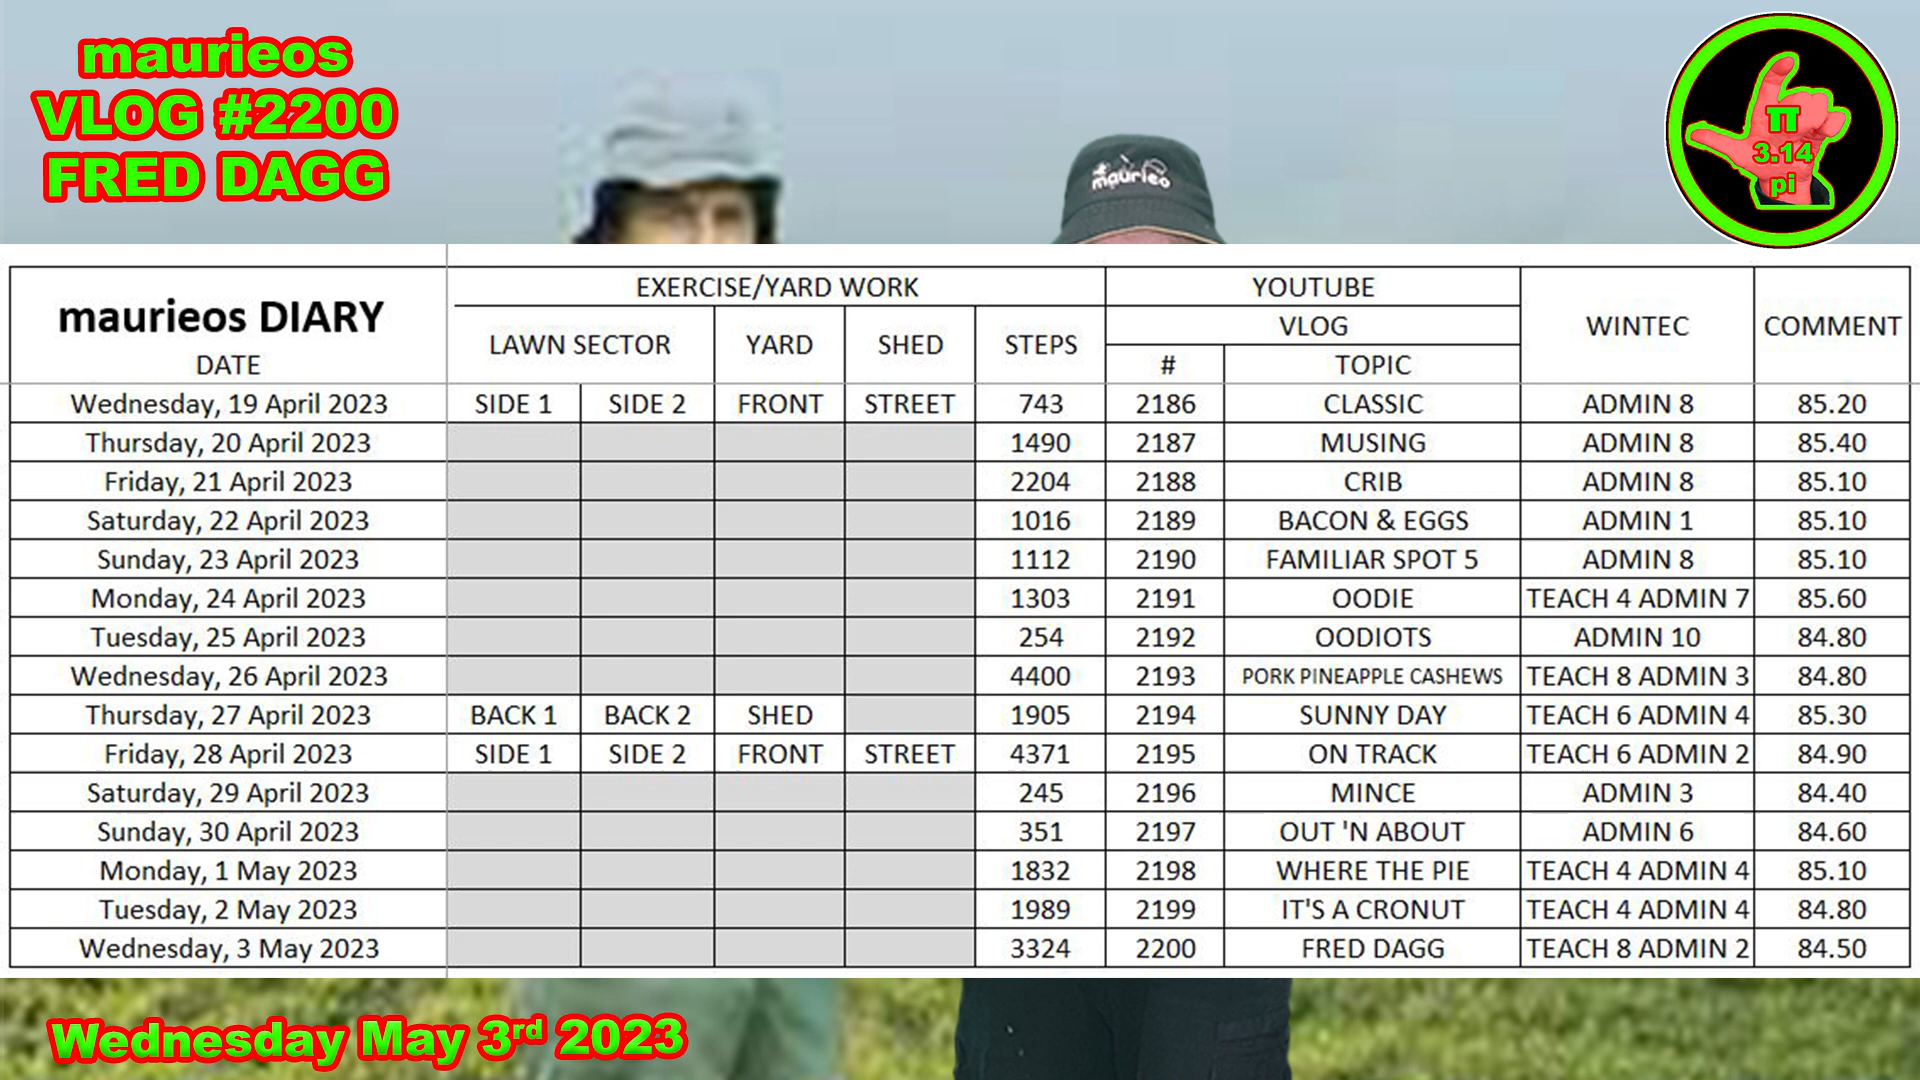 maurieos
VLOG #2200
FRED DAGG
maurieo
π
3.14
pi
maurieos DIARY
DATE
EXERCISE/YARD WORK
YOUTUBE
LAWN SECTOR YARD SHED STEPS VLOG WINTEC COMMENT
# TOPIC
Wednesday, 19 April 2023 SIDE 1 SIDE 2 FRONT STREET 743 2186 CLASSIC ADMIN 8 85.20
Thursday, 20 April 2023 1490 2187 MUSING ADMIN 8 85.40
Friday, 21 April 2023 2204 2188 CRIB ADMIN 8 85.10
Saturday, 22 April 2023 1016 2189 BACON & EGGS ADMIN 1 85.10
Sunday, 23 April 2023 1112 2190 FAMILIAR SPOT 5 ADMIN 8 85.10
Monday, 24 April 2023 1303 2191 OODIE TEACH 4 ADMIN 7 85.60
Tuesday, 25 April 2023 254 2192 OODIOTS ADMIN 10 84.80
Wednesday, 26 April 2023 4400 2193 PORK PINEAPPLE CASHEWS TEACH 8 ADMIN 3 84.80
Thursday, 27 April 2023 BACK 1 BACK 2 SHED 1905 2194 SUNNY DAY TEACH 6 ADMIN 4 85.30
Friday, 28 April 2023 SIDE 1 SIDE 2 FRONT STREET 4371 2195 ON TRACK TEACH 6 ADMIN 2 84.90
Saturday, 29 April 2023 245 2196 MINCE ADMIN 3 84.40
Sunday, 30 April 2023 351 2197 OUT 'N ABOUT ADMIN 6 84.60
Monday, 1 May 2023 1832 2198 WHERE THE PIE TEACH 4 ADMIN 4 85.10
Tuesday, 2 May 2023 1989 2199 IT'S A CRONUT TEACH 4 ADMIN 4 84.80
Wednesday, 3 May 2023 3324 2200 FRED DAGG TEACH 8 ADMIN 2 84.50
Wednesday May 3rd 2023